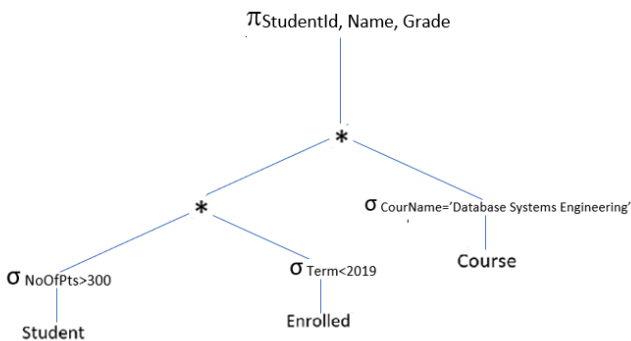 πStudentId, Name, Grade
*
*
σ CourName='Database Systems Engineering'
σ NoOfPts>300
σ Term<2019
Course
Student
Enrolled